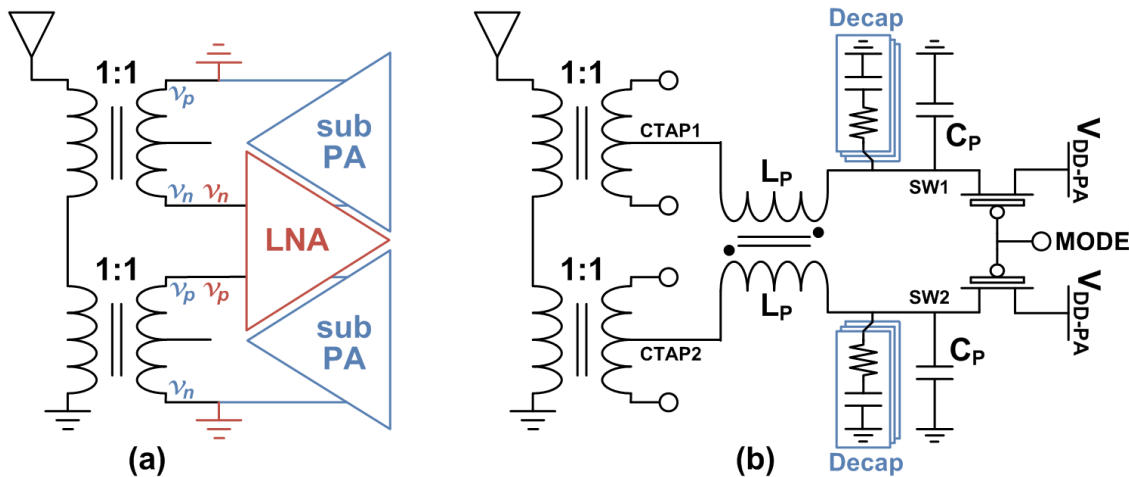 1:1
νp
sub
PA
νn νn
LNA
1:1
νp νp
sub
PA
νn
(a)
Decap
1:1
CTAP1
CP
VDD-PA
LP
SW1
MODE
1:1
LP
SW2
VDD-PA
CTAP2
CP
Decap
(b)